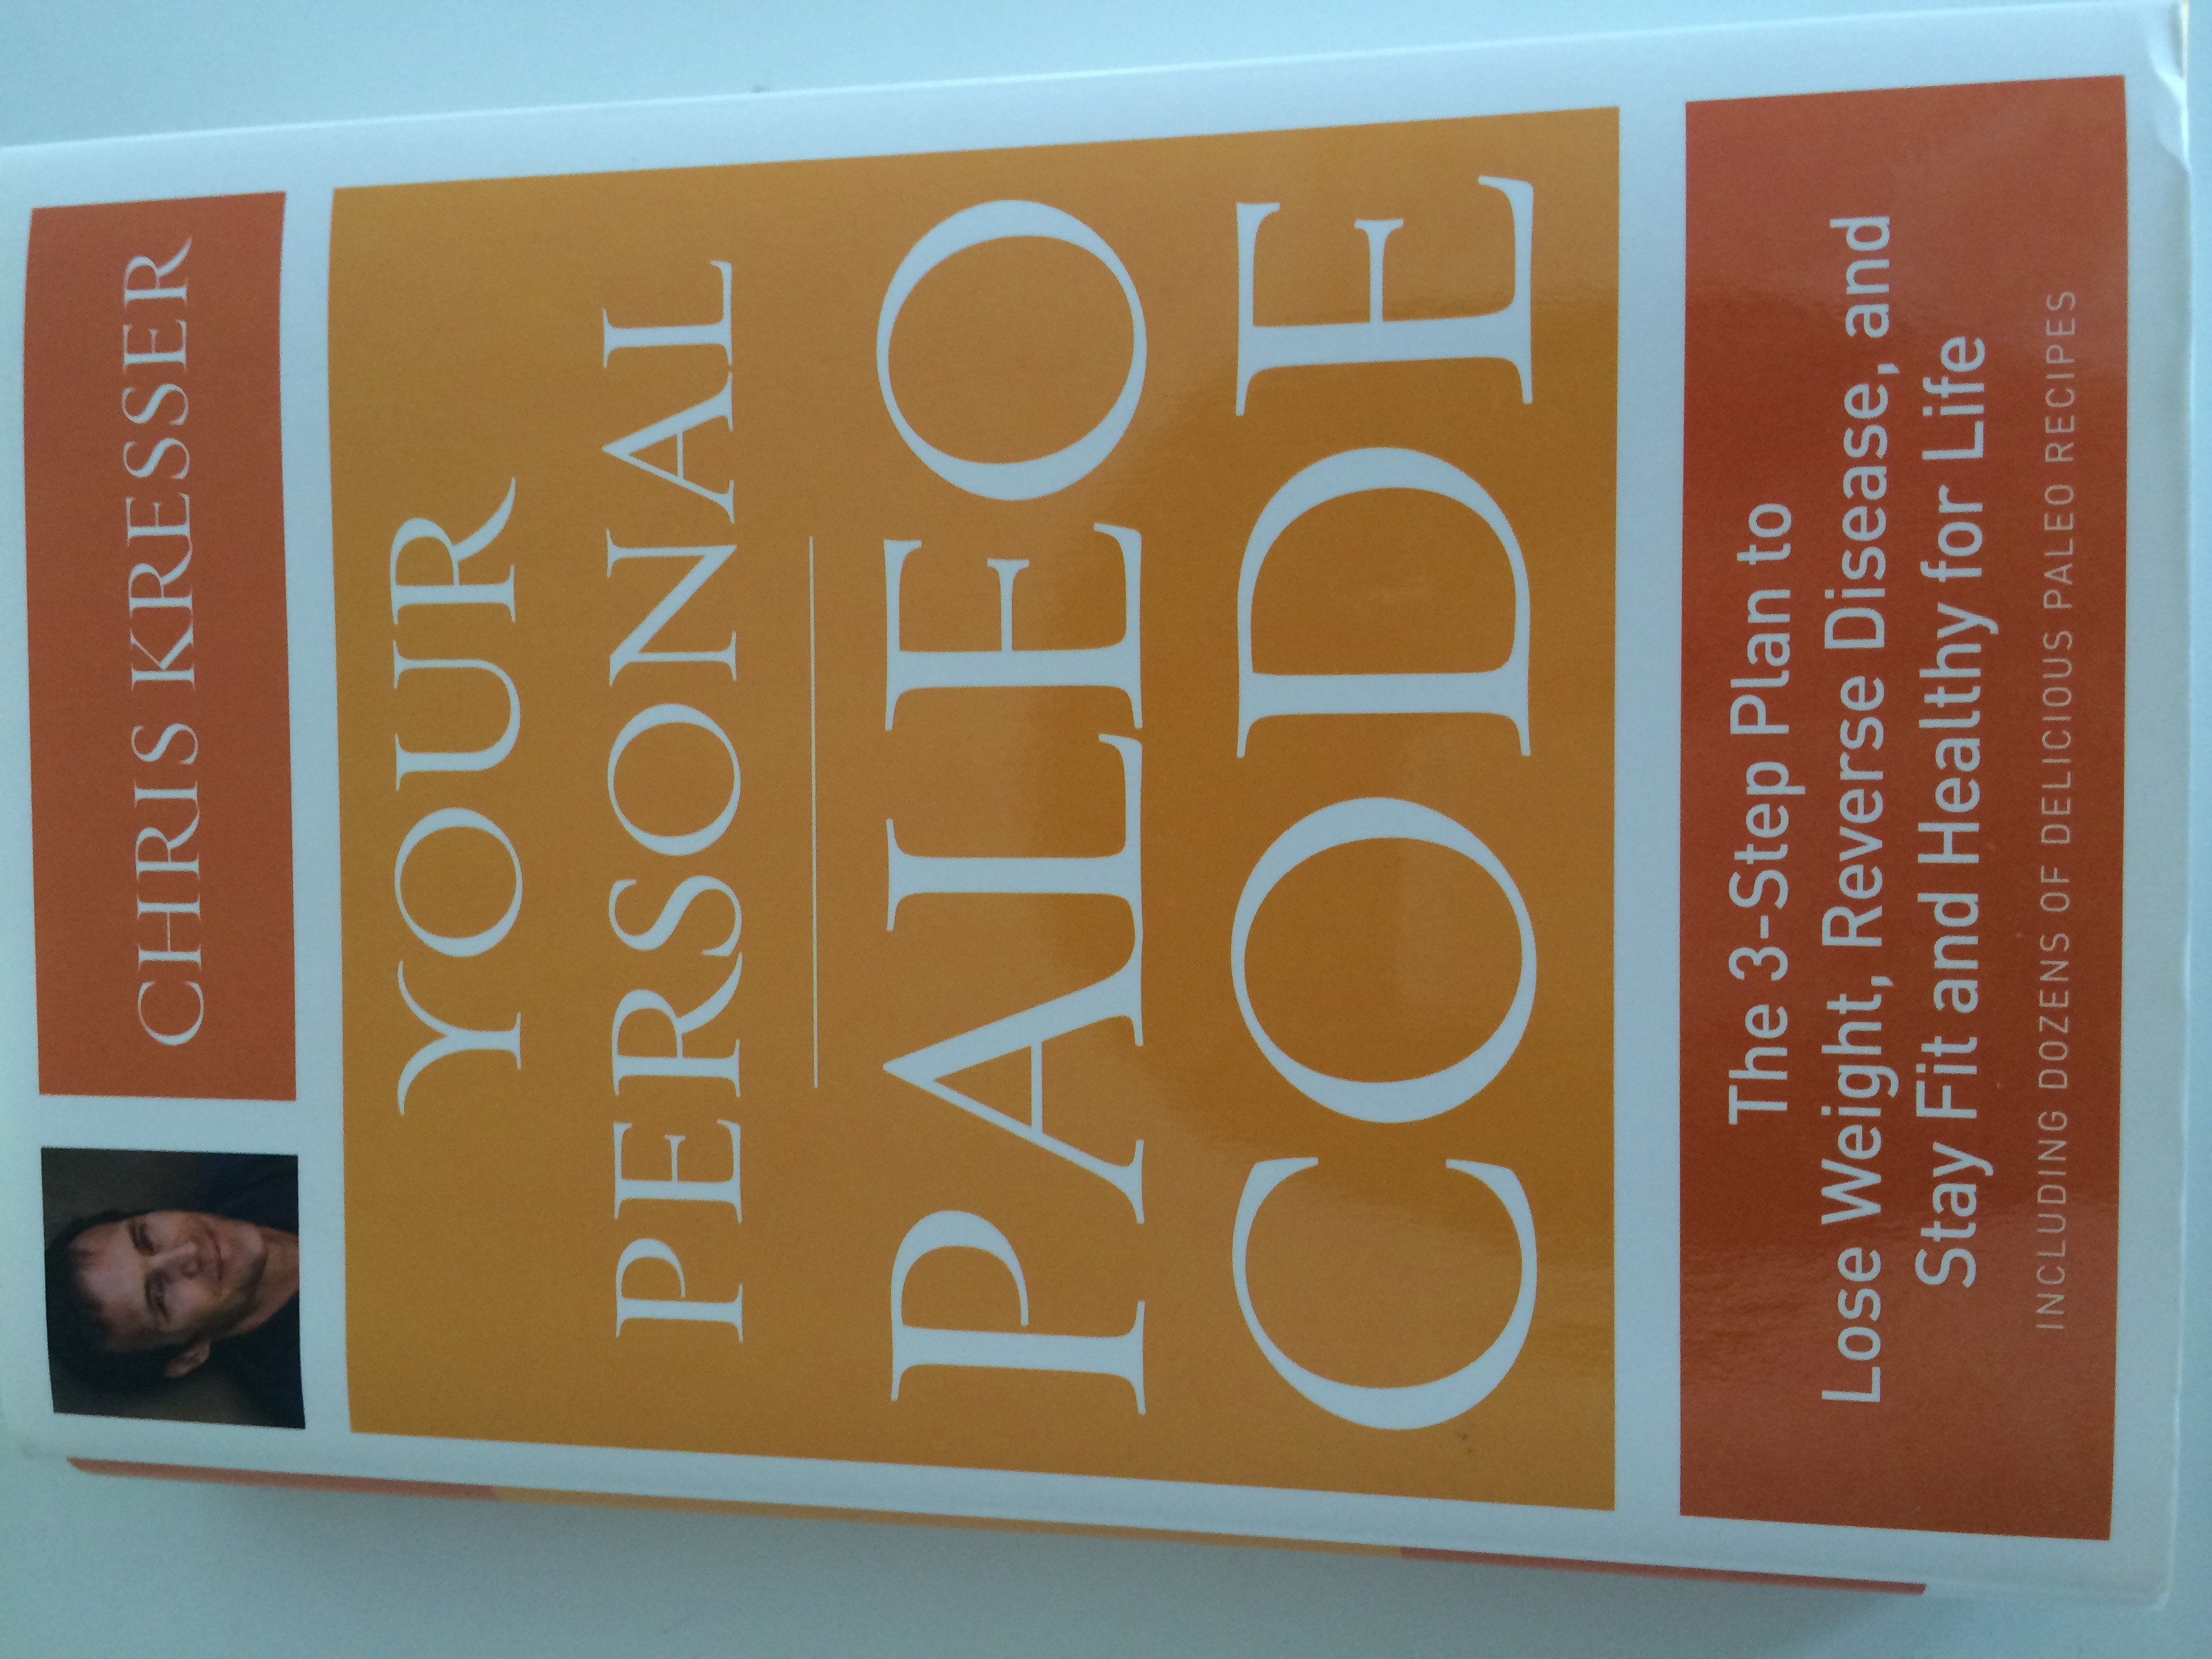 CHRIS KRESSER
YOUR
PERSONAL
PALEO
CODE
The 3-Step Plan to
Lose Weight, Reverse Disease, and
Stay Fit and Healthy for Life
INCLUDING DOZENS OF DELICIOUS PALEO RECIPES